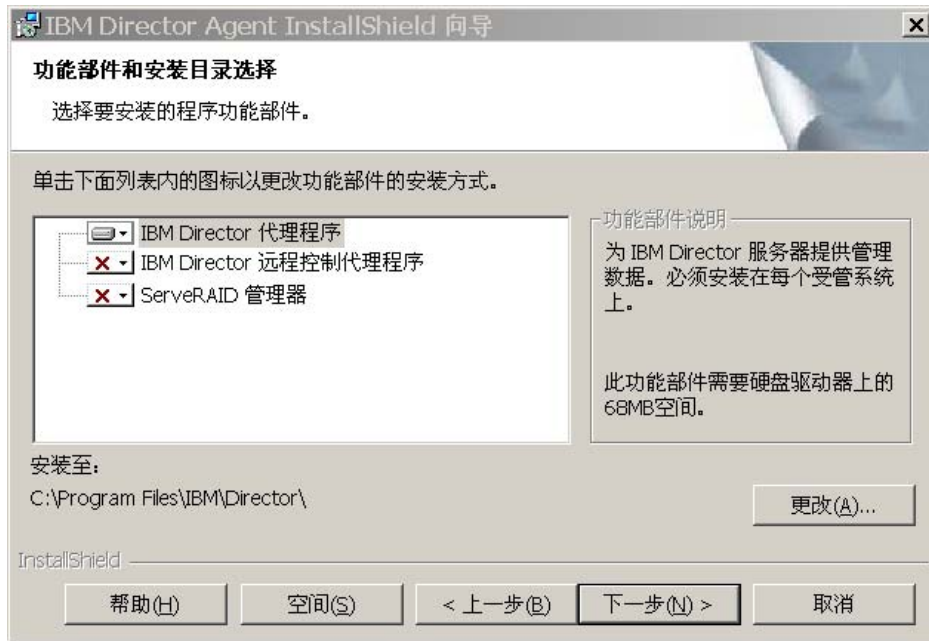 IBM Director Agent InstallShield 向导
功能部件和安装目录选择
选择要安装的程序功能部件。
单击下面列表内的图标以更改功能部件的安装方式。
IBM Director 代理程序
IBM Director 远程控制代理程序
ServeRAID 管理器
功能部件说明
为 IBM Director 服务器提供管理
数据。必须安装在每个受管系统
上。
此功能部件需要硬盘驱动器上的
68MB空间。
安装至:
C:\Program Files\IBM\Director\
更改(A)...
InstallShield
帮助(H)
空间(S)
< 上一步(B)
下一步(N) >
取消